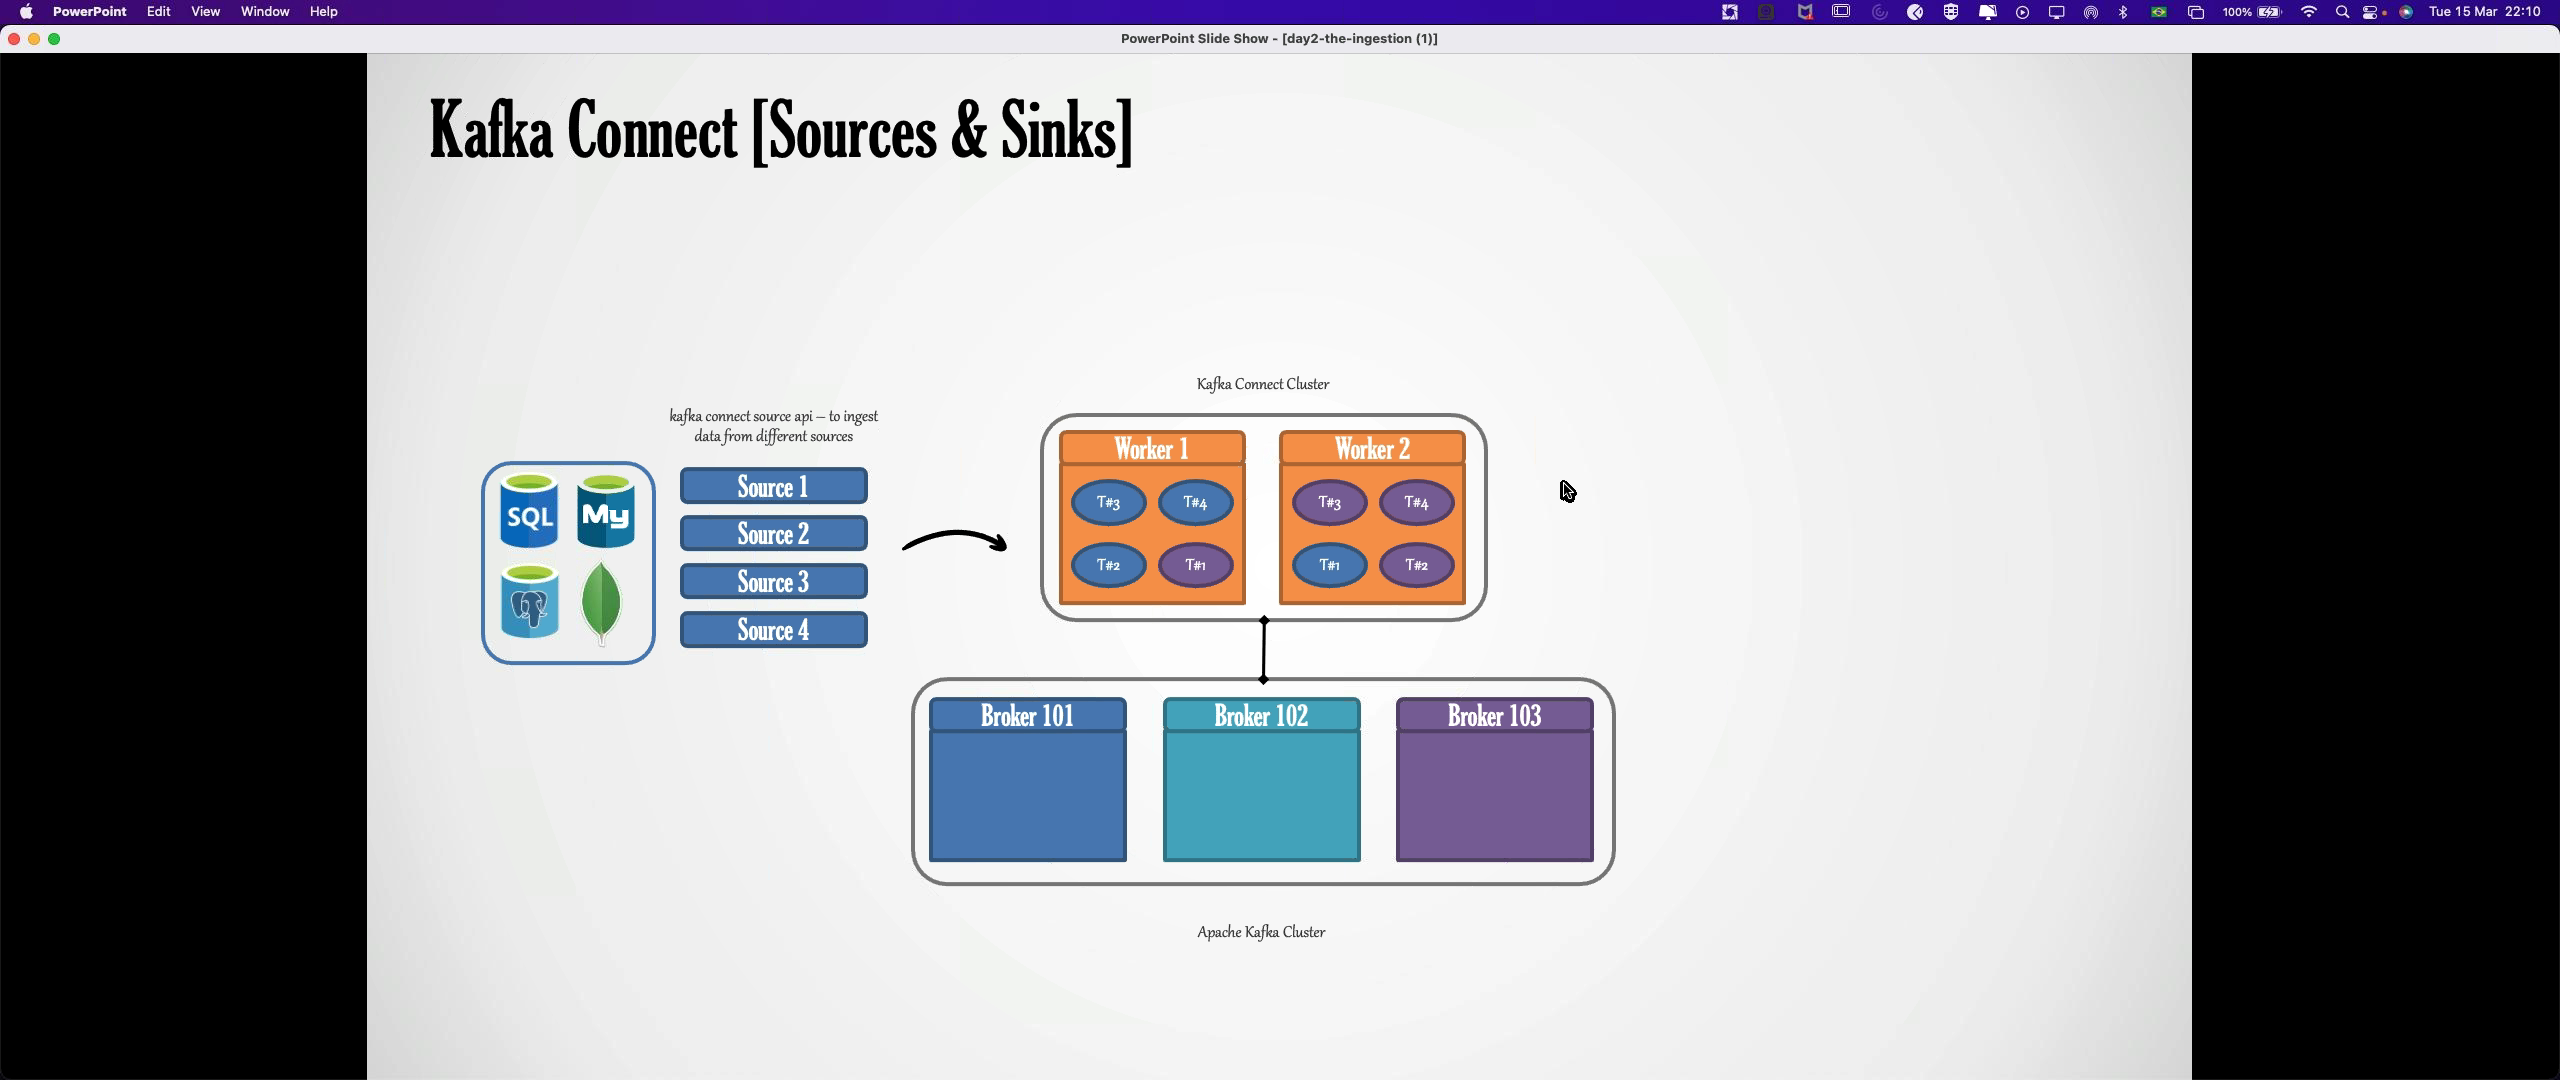 PowerPoint Edit View Window Help
100%
Tue 15 Mar 22:10
PowerPoint Slide Show - [day2-the-ingestion (1)]
Kafka Connect [Sources & Sinks]
Kafka Connect Cluster
kafka connect source api – to ingest
data from different sources
SQL
My
Source 1
Source 2
Source 3
Source 4
Worker 1
T#3 T#4
T#2 T#1
Worker 2
T#3 T#4
T#1 T#2
Broker 101
Broker 102
Broker 103
Apache Kafka Cluster